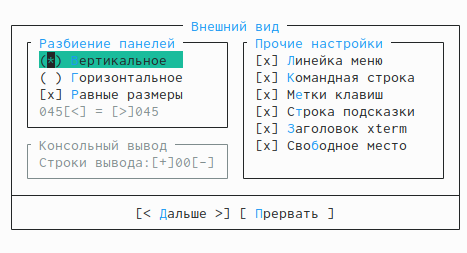 Внешний вид
Разбиение панелей
(*) Вертикальное
( ) Горизонтальное
[x] Равные размеры
045[<] = [>]045
Консольный вывод
Строки вывода:[+]00[-]
Прочие настройки
[x] Линейка меню
[x] Командная строка
[x] Метки клавиш
[x] Строка подсказки
[x] Заголовок xterm
[x] Свободное место
[< Дальше >] [ Прервать ]